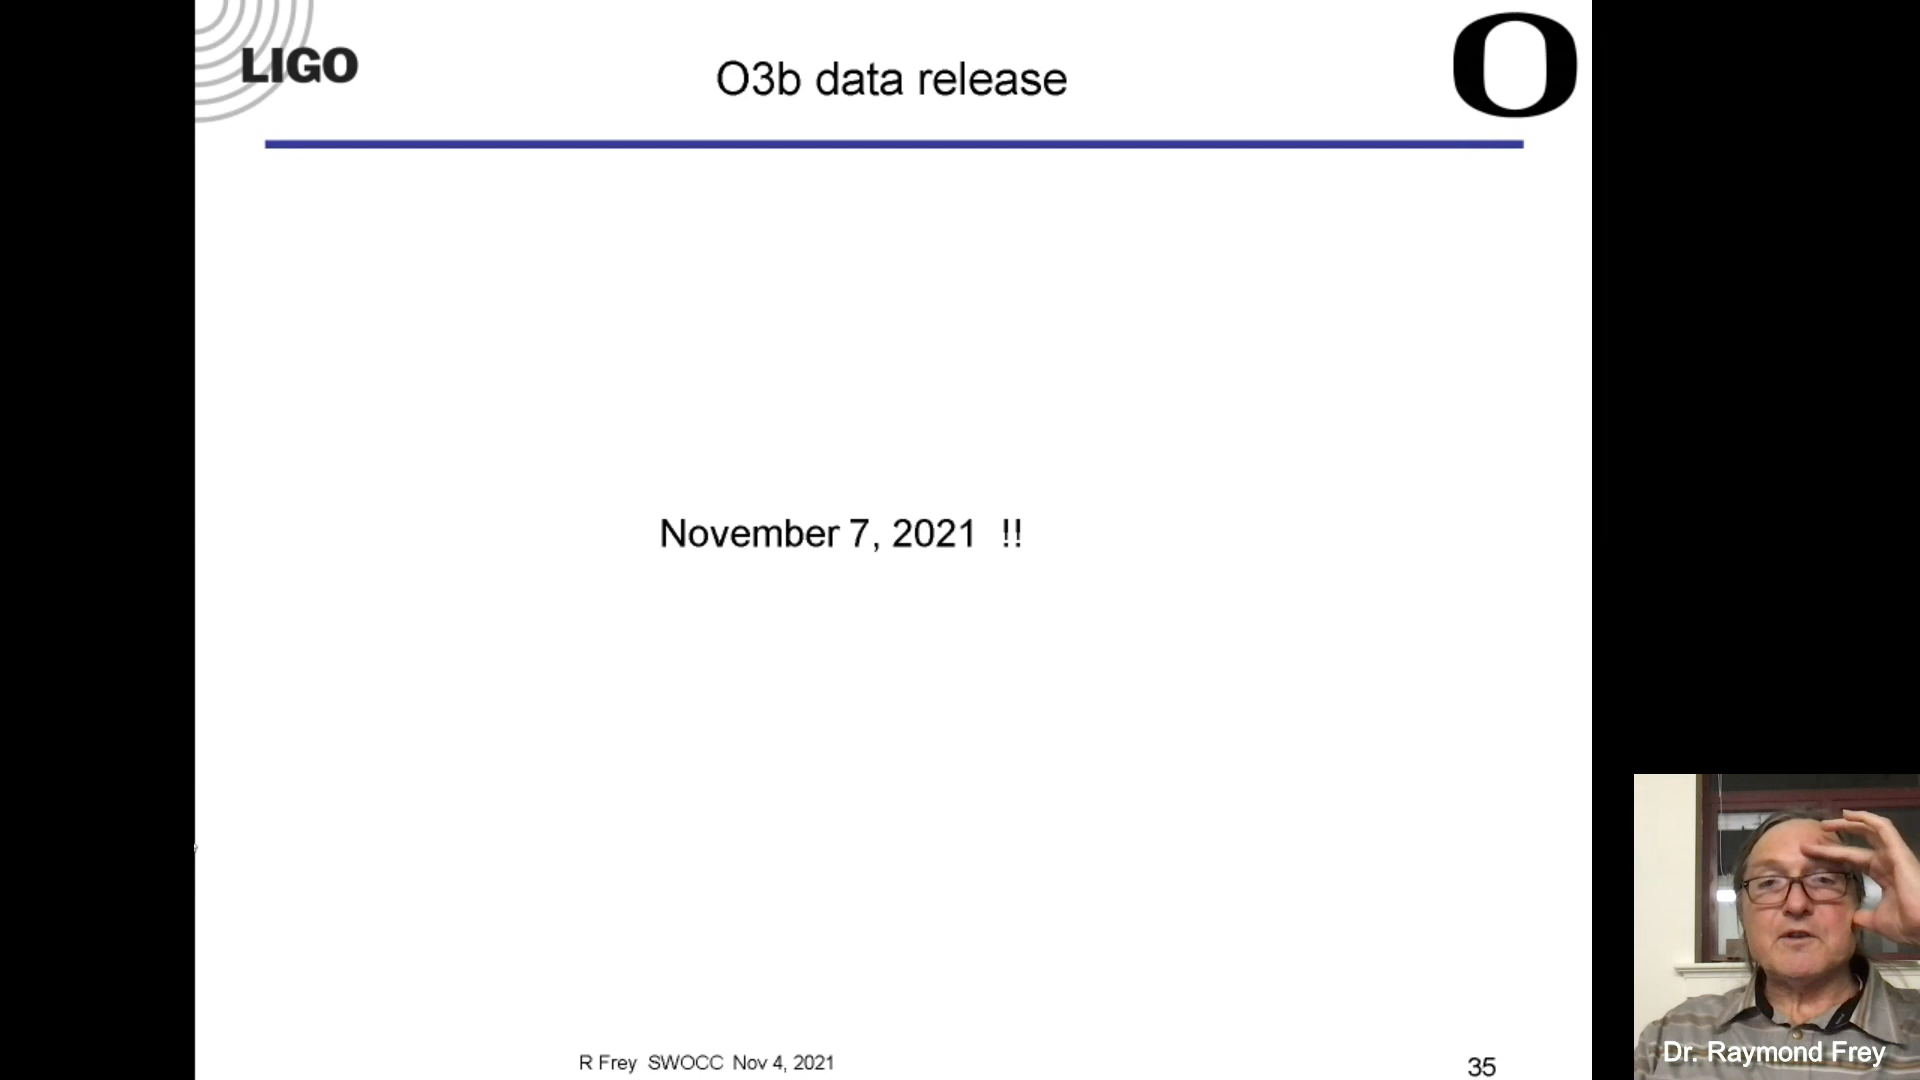 LIGO
O3b data release
O
November 7, 2021 !!
R Frey SWOCC Nov 4, 2021
35
Dr. Raymond Frey